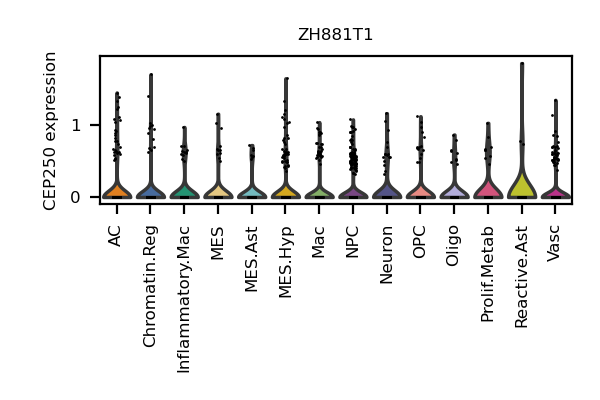 ZH881T1
CEP250 expression
1
0
AC
Chromatin.Reg
Inflammatory.Mac
MES
MES.Ast
MES.Hyp
Mac
NPC
Neuron
OPC
Oligo
Prolif.Metab
Reactive.Ast
Vasc